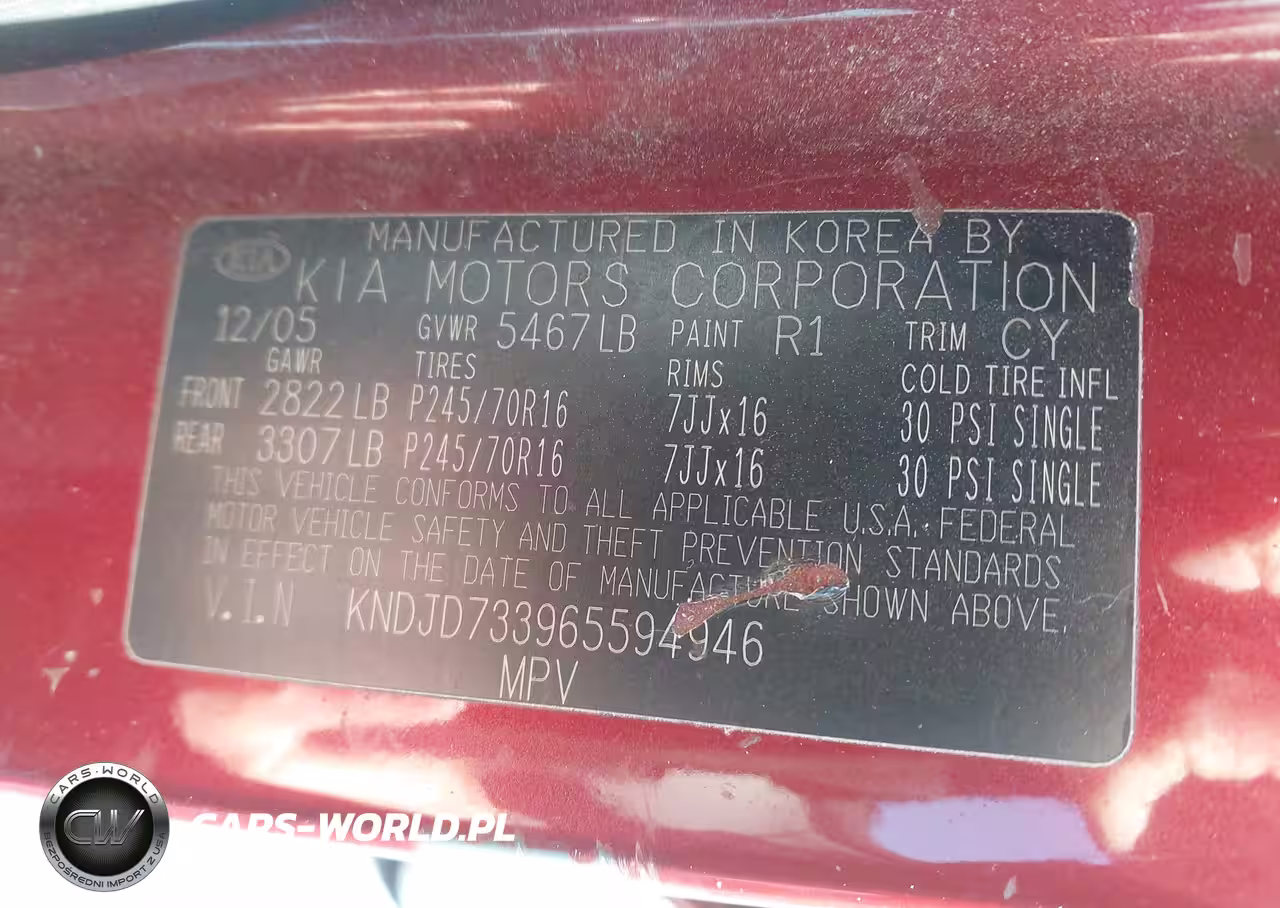 KIA
MANUFACTURED IN KOREA BY
KIA MOTORS CORPORATION
12/05 GVWR 5467LB PAINT R1 TRIM CY
GAWR TIRES RIMS COLD TIRE INFL
FRONT 2822LB P245/70R16 7JJx16 30 PSI SINGLE
REAR 3307LB P245/70R16 7JJx16 30 PSI SINGLE
THIS VEHICLE CONFORMS TO ALL APPLICABLE U.S.A. FEDERAL
MOTOR VEHICLE SAFETY AND THEFT PREVENTION STANDARDS
IN EFFECT ON THE DATE OF MANUFACTURE SHOWN ABOVE.
V.I.N KNDJD733965594946
MPV
CARS-WORLD
CW
BEZPOŚREDNI IMPORT Z USA
CARS-WORLD.PL